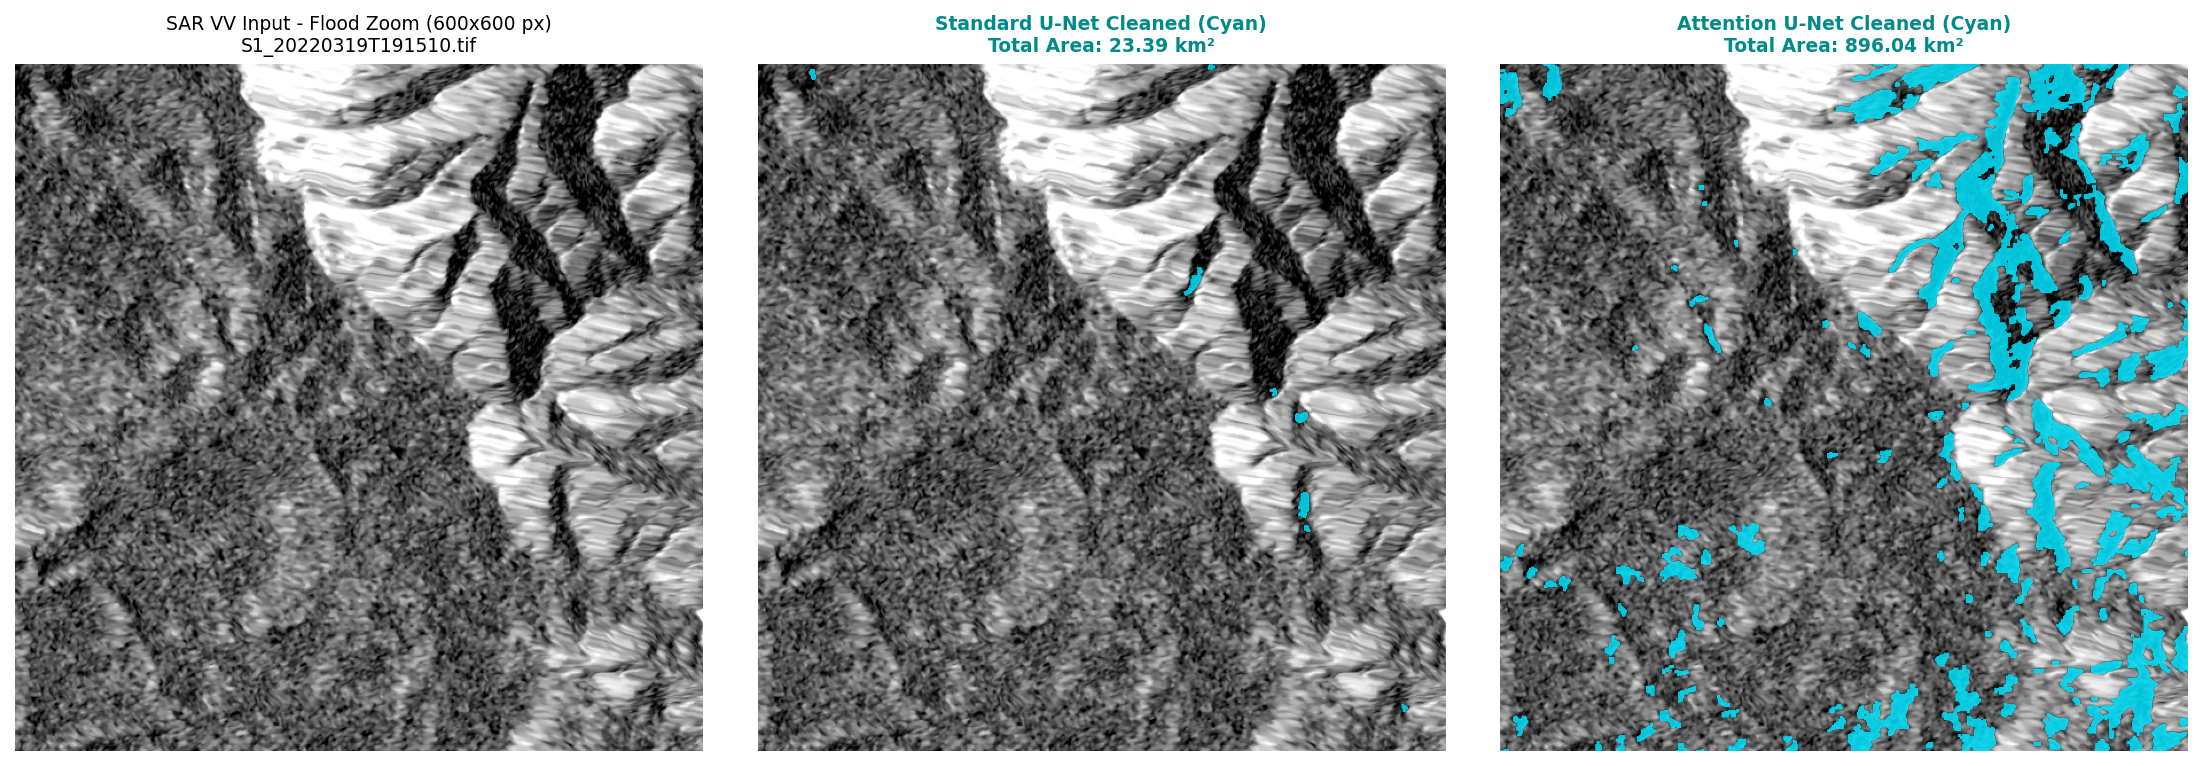 SAR VV Input - Flood Zoom (600x600 px)
S1_20220319T191510.tif
Standard U-Net Cleaned (Cyan)
Total Area: 23.39 km²
Attention U-Net Cleaned (Cyan)
Total Area: 896.04 km²